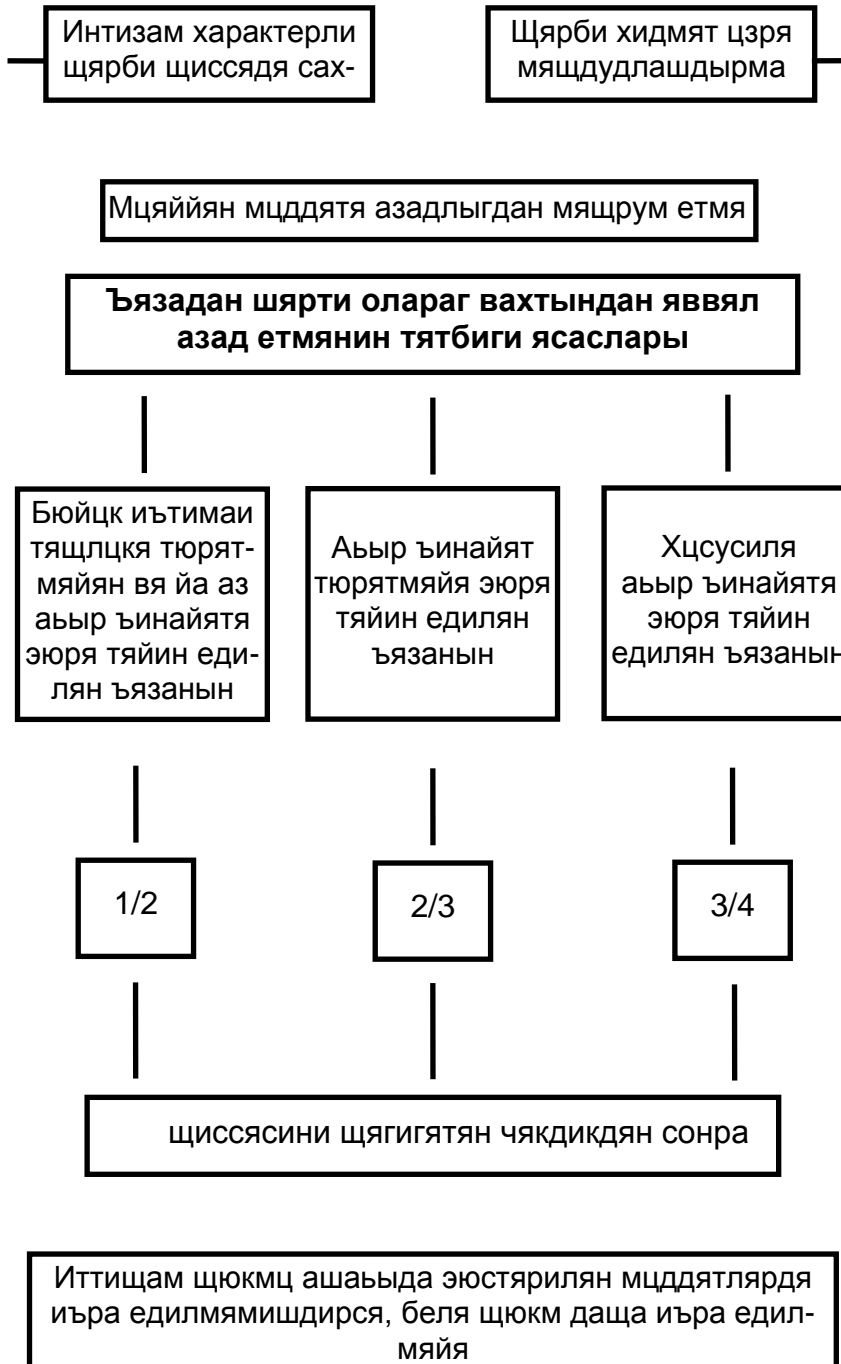 Интизам характерли
щярби щиссядя сах-
Щярби хидмят цзря
мящдудлашдырма
Мцяййян мцддятя азадлыгдан мящрум етмя
Ъязадан шярти олараг вахтындан яввял
азад етмянин тятбиги ясаслары
Бюйцк иътимаи
тящлцкя тюрят-
мяйян вя йа аз
аьыр ъинайятя
эюря тяйин еди-
лян ъязанын
Аьыр ъинайят
тюрятмяйя эюря
тяйин едилян
ъязанын
Хцсусиля
аьыр ъинайятя
эюря тяйин
едилян ъязанын
1/2
2/3
3/4
щиссясини щягигятян чякдикдян сонра
Иттищам щюкмц ашаьыда эюстярилян мцддятлярдя
иъра едилмямишдирся, беля щюкм даща иъра едил-
мяйя